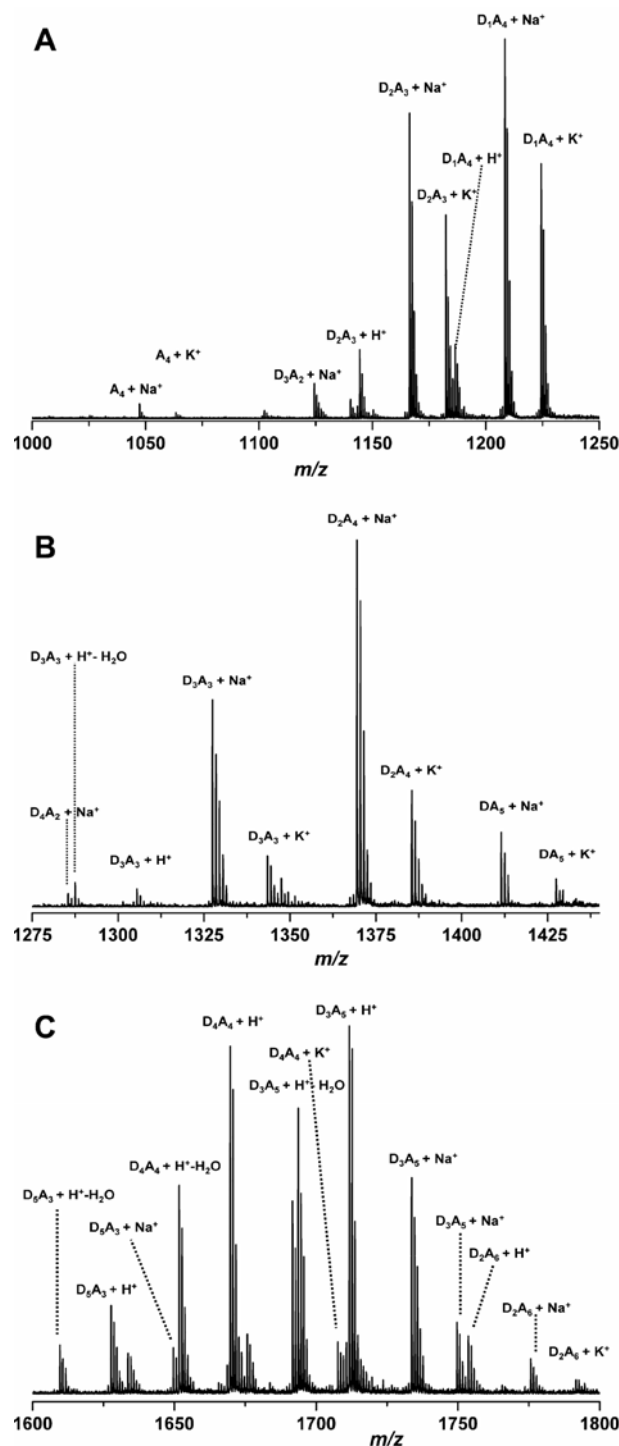 A
D₁A₄ + Na⁺
D₂A₃ + Na⁺
D₁A₄ + H⁺
D₁A₄ + K⁺
D₂A₃ + K⁺
D₂A₃ + H⁺
A₄ + K⁺
D₃A₂ + Na⁺
A₄ + Na⁺
1000 1050 1100 1150 1200 1250
m/z
B
D₂A₄ + Na⁺
D₃A₃ + H⁺- H₂O
D₃A₃ + Na⁺
D₂A₄ + K⁺
D₄A₂ + Na⁺
DA₅ + Na⁺
D₃A₃ + K⁺
D₃A₃ + H⁺
DA₅ + K⁺
1275 1300 1325 1350 1375 1400 1425
m/z
C
D₃A₅ + H⁺
D₄A₄ + H⁺
D₄A₄ + K⁺
D₃A₅ + H⁺- H₂O
D₄A₄ + H⁺-H₂O
D₃A₅ + Na⁺
D₅A₃ + H⁺-H₂O
D₅A₃ + Na⁺
D₃A₅ + Na⁺
D₂A₆ + H⁺
D₅A₃ + H⁺
D₂A₆ + Na⁺
D₂A₆ + K⁺
1600 1650 1700 1750 1800
m/z